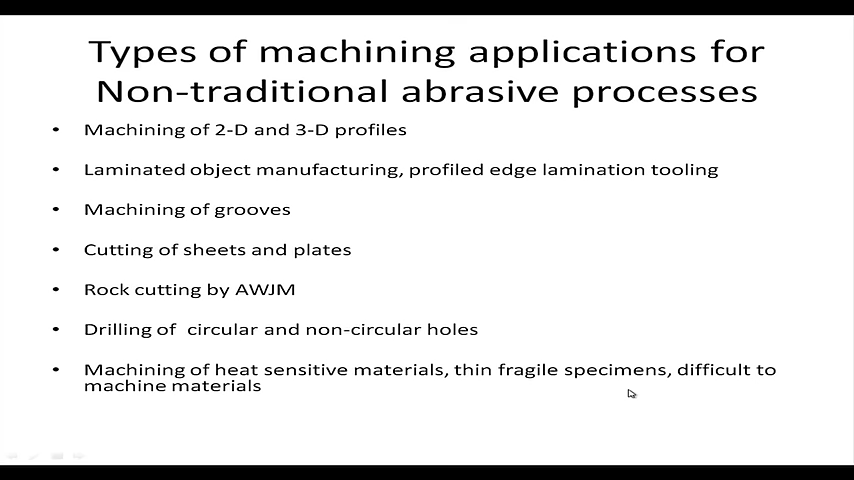 Types of machining applications for
Non-traditional abrasive processes
• Machining of 2-D and 3-D profiles
• Laminated object manufacturing, profiled edge lamination tooling
• Machining of grooves
• Cutting of sheets and plates
• Rock cutting by AWJM
• Drilling of circular and non-circular holes
• Machining of heat sensitive materials, thin fragile specimens, difficult to
machine materials